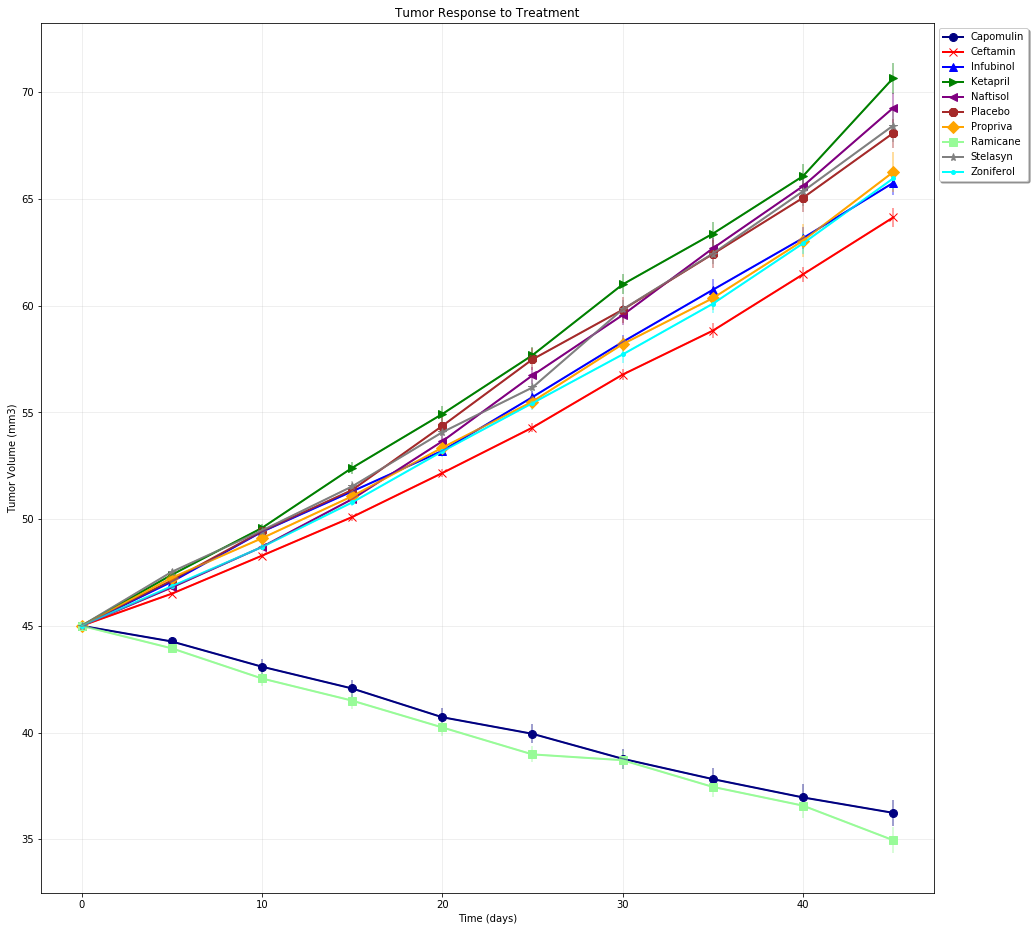 Tumor Response to Treatment
Tumor Volume (mm3)
70
65
60
55
50
45
40
35
0
10
20
30
40
Time (days)
Capomulin
Ceftamin
Infubinol
Ketapril
Naftisol
Placebo
Propriva
Ramicane
Stelasyn
Zoniferol